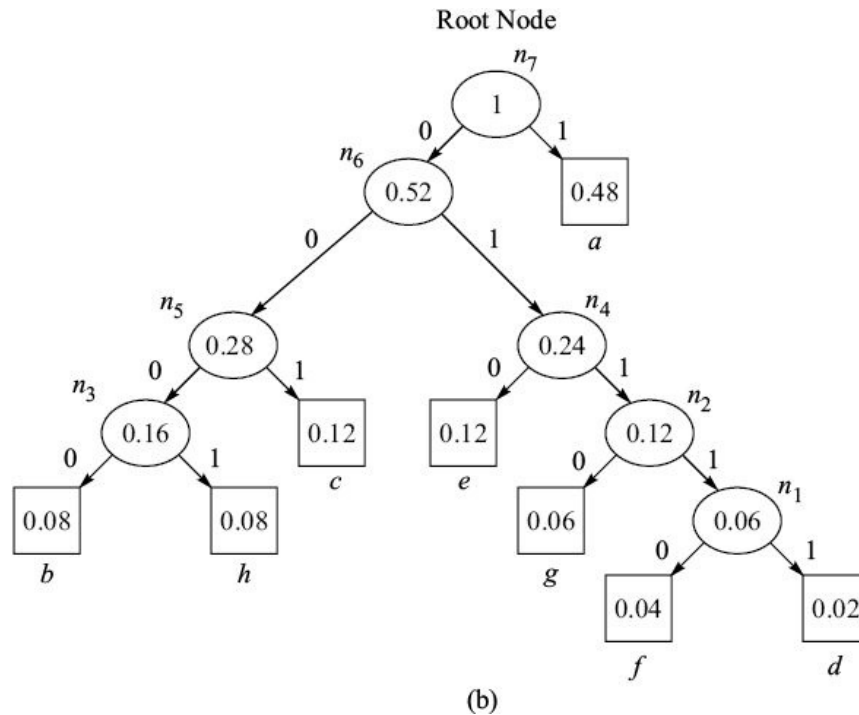 Root Node
n7
1
0 1
n6
0.52 0.48
a
0 1
n5 n4
0.28 0.24
0 1 0 1
n3 n2
0.16 0.12 0.12 0.12
c e
0 1 0 1
n1
0.08 0.08 0.06 0.06
b h g
0 1
0.04 0.02
f d
(b)